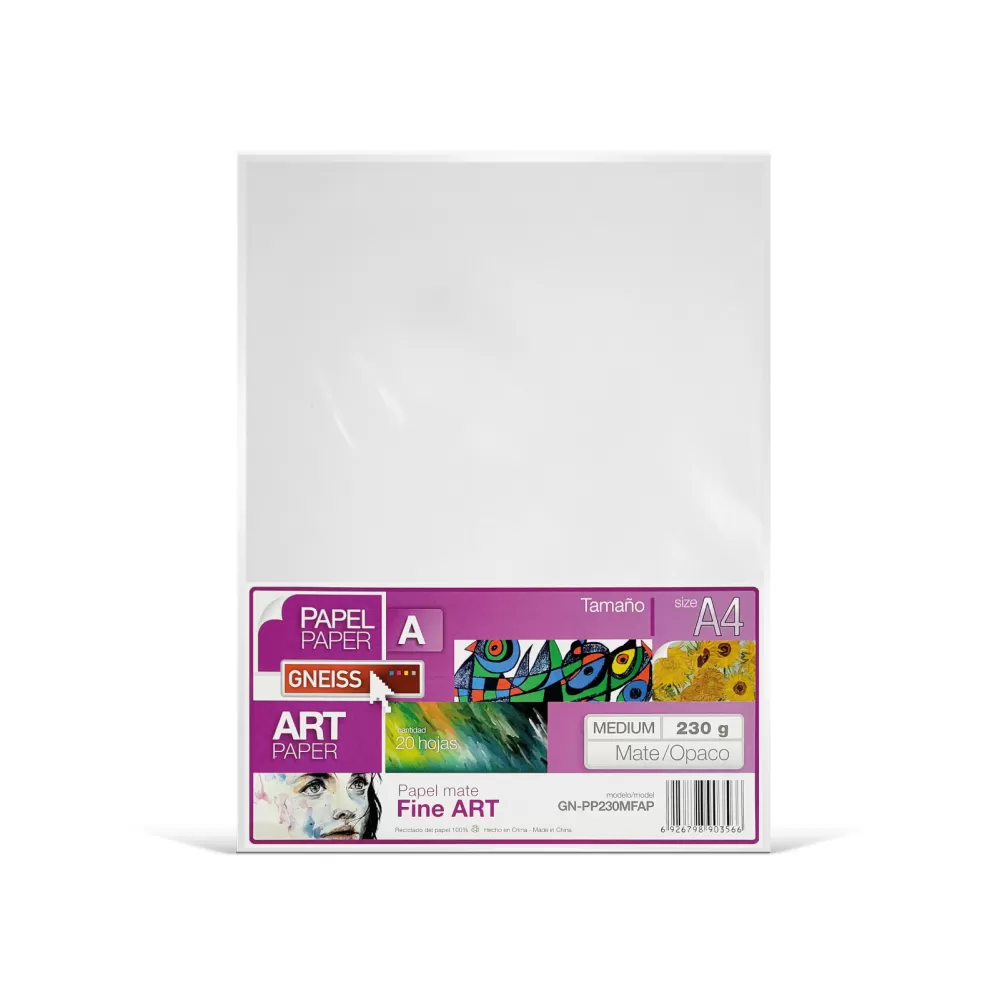 PAPEL
PAPER
A
GNEISS
ART
PAPER
cantidad
20 hojas
Tamaño
size A4
MEDIUM 230 g
Mate/Opaco
Papel mate
Fine ART
Reciclado del papel 100% Hecho en China - Made in China
modelo/model
GN-PP230MFAP
6 926798 903566